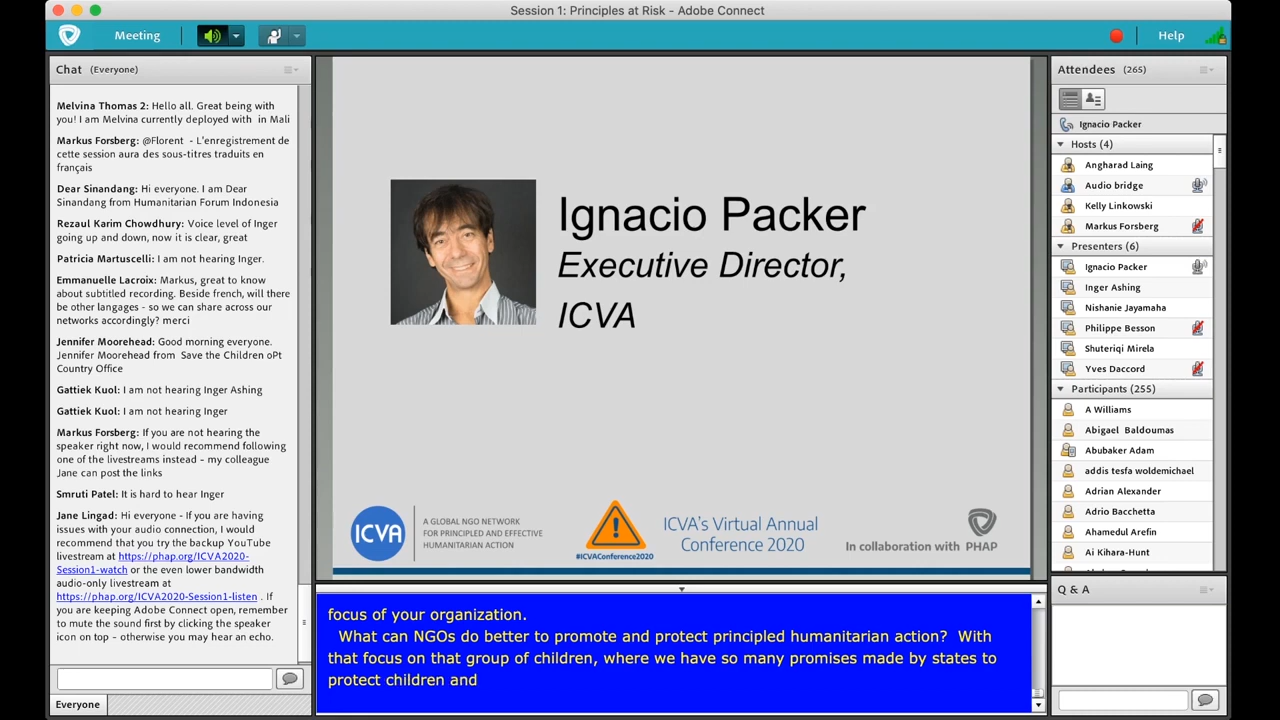 Session 1: Principles at Risk - Adobe Connect
Meeting
Help
Chat (Everyone)
Melvina Thomas 2: Hello all. Great being with
you! I am Melvina currently deployed with in Mali
Markus Forsberg: @Florent - L'enregistrement de
cette session aura des sous-titres traduits en
français
Dear Sinandang: Hi everyone. I am Dear
Sinandang from Humanitarian Forum Indonesia
Rezaul Karim Chowdhury: Voice level of Inger
going up and down, now it is clear, great
Patricia Martuscelli: I am not hearing Inger.
Emmanuelle Lacroix: Markus, great to know
about subtitled recording. Beside french, will there
be other langages - so we can share across our
networks accordingly? merci
Jennifer Moorehead: Good morning everyone.
Jennifer Moorehead from Save the Children oPt
Country Office
Gattiek Kuol: I am not hearing Inger Ashing
Gattiek Kuol: I am not hearing Inger
Markus Forsberg: If you are not hearing the
speaker right now, I would recommend following
one of the livestreams instead - my colleague
Jane can post the links
Smruti Patel: It is hard to hear Inger
Jane Lingad: Hi everyone - If you are having
issues with your audio connection, I would
recommend that you try the backup YouTube
livestream at https://phap.org/ICVA2020-
Session1-watch or the even lower bandwidth
audio-only livestream at
https://phap.org/ICVA2020-Session1-listen . If
you are keeping Adobe Connect open, remember
to mute the sound first by clicking the speaker
icon on top - otherwise you may hear an echo.
Everyone
Ignacio Packer
Executive Director,
ICVA
ICVA
A GLOBAL NGO NETWORK
FOR PRINCIPLED AND EFFECTIVE
HUMANITARIAN ACTION
#ICVAConference2020
ICVA's Virtual Annual
Conference 2020
In collaboration with PHAP
focus of your organization.
What can NGOs do better to promote and protect principled humanitarian action? With
that focus on that group of children, where we have so many promises made by states to
protect children and
Attendees (265)
Ignacio Packer
Hosts (4)
Angharad Laing
Audio bridge
Kelly Linkowski
Markus Forsberg
Presenters (6)
Ignacio Packer
Inger Ashing
Nishanie Jayamaha
Philippe Besson
Shuteriqi Mirela
Yves Daccord
Participants (255)
A Williams
Abigael Baldoumas
Abubaker Adam
addis tesfa woldemichael
Adrian Alexander
Adrio Bacchetta
Ahamedul Arefin
Ai Kihara-Hunt
Q & A